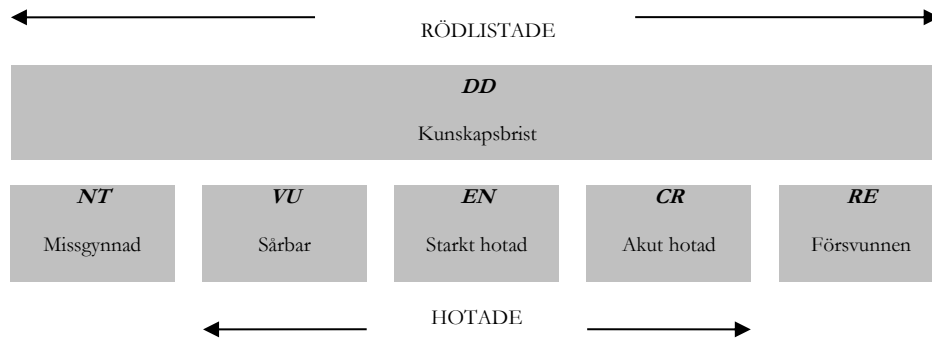 RÖDLISTADE
DD
Kunskapsbrist
NT VU EN CR RE
Missgynnad Sårbar Starkt hotad Akut hotad Försvunnen
HOTADE